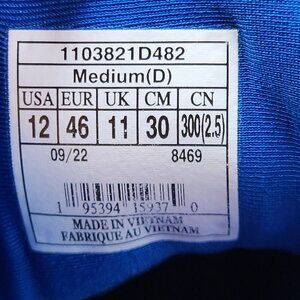 1103821D482
Medium(D)
USA EUR UK CM CN
12 46 11 30 300(2.5)
09/22 8469
1 95394 15937 0
MADE IN VIETNAM
FABRIQUE AU VIETNAM